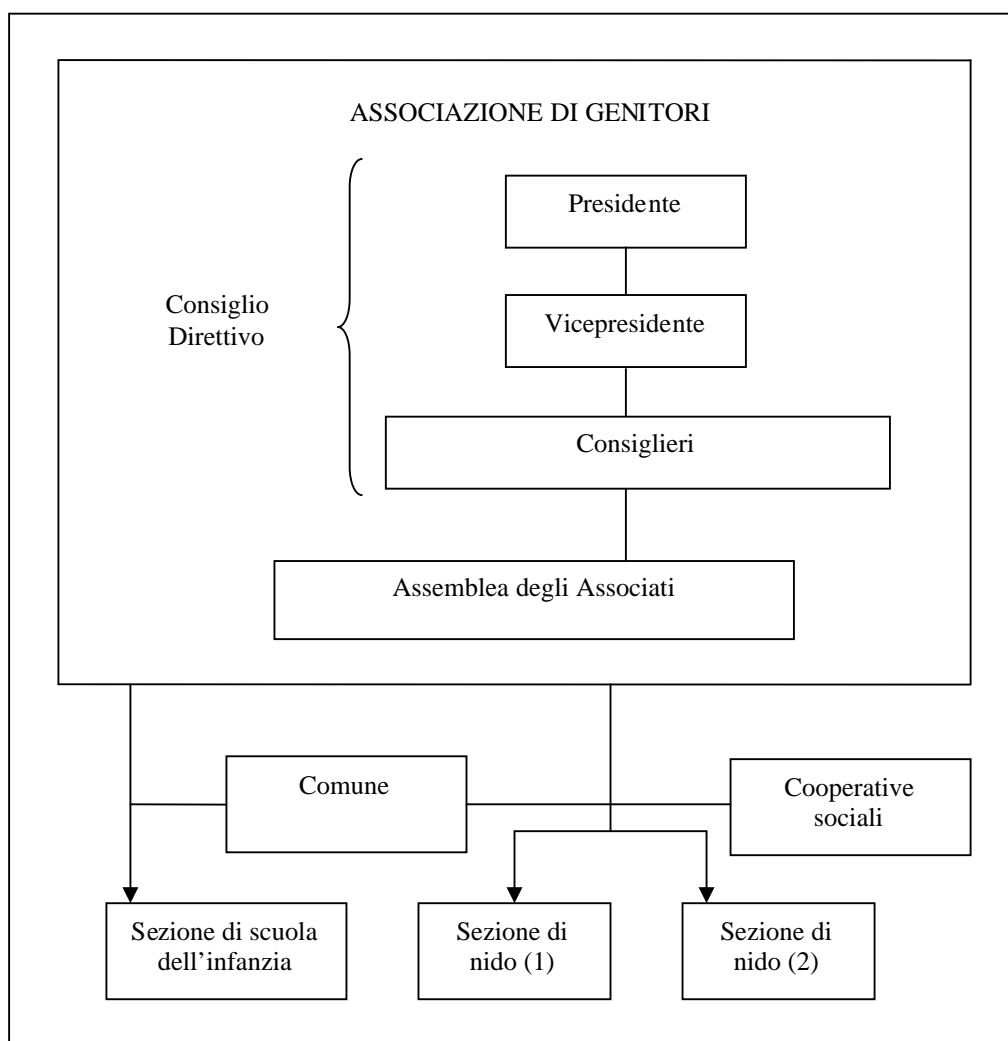 ASSOCIAZIONE DI GENITORI
Presidente
Consiglio
Direttivo
Vicepresidente
Consiglieri
Assemblea degli Associati
Comune
Cooperative
sociali
Sezione di scuola
dell’infanzia
Sezione di
nido (1)
Sezione di
nido (2)